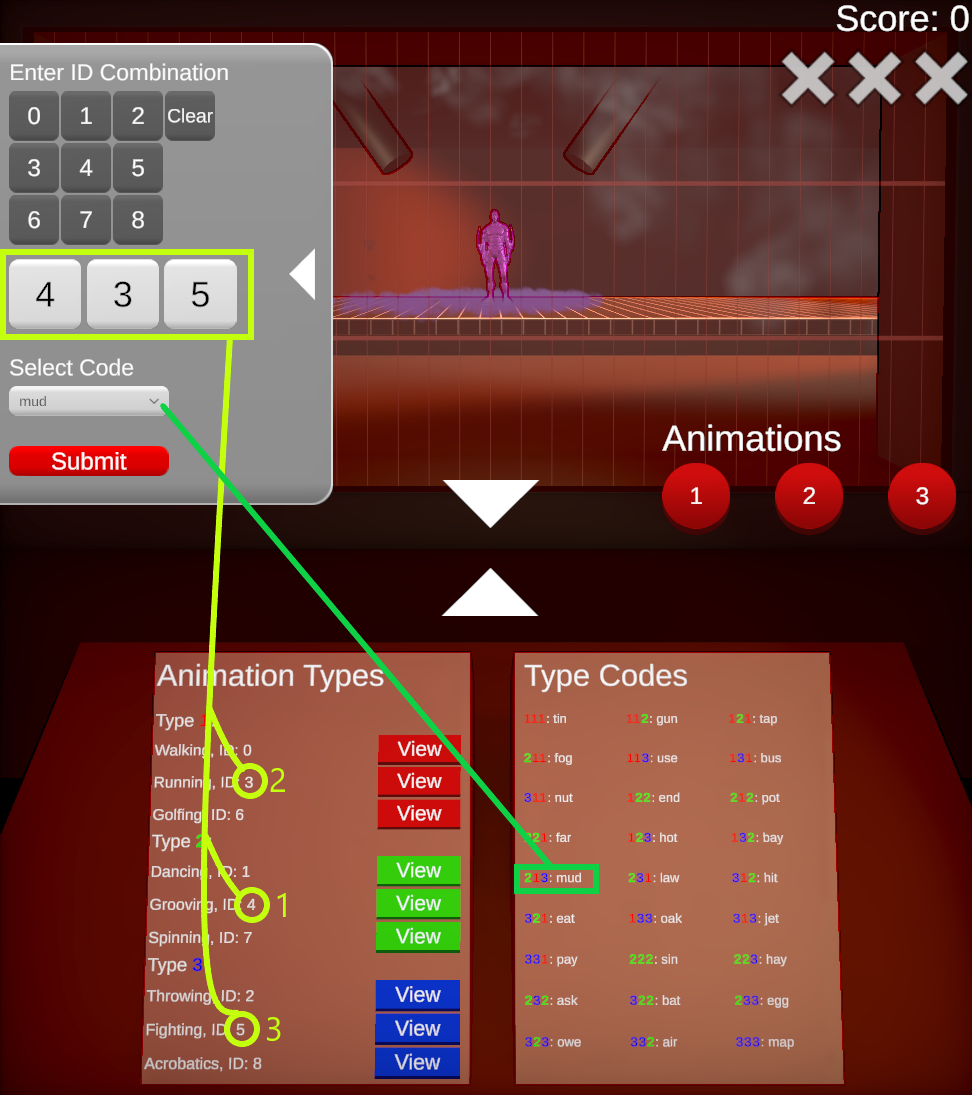 Score: 0
Enter ID Combination
0 1 2 Clear
3 4 5
6 7 8
4 3 5
Select Code
mud
Submit
Animations
1 2 3
Animation Types
Type 1
Walking, ID: 0 View
Running, ID: 3 View 2
Golfing, ID: 6 View
Type 2
Dancing, ID: 1 View
Grooving, ID: 4 View 1
Spinning, ID: 7 View
Type 3
Throwing, ID: 2 View
Fighting, ID: 5 View 3
Acrobatics, ID: 8 View
Type Codes
111: tin 112: gun 121: tap
211: fog 113: use 131: bus
311: nut 122: end 212: pot
221: far 123: hot 132: bay
213: mud 231: law 312: hit
321: eat 133: oak 313: jet
331: pay 222: sin 223: hay
232: ask 322: bat 233: egg
323: owe 332: air 333: map